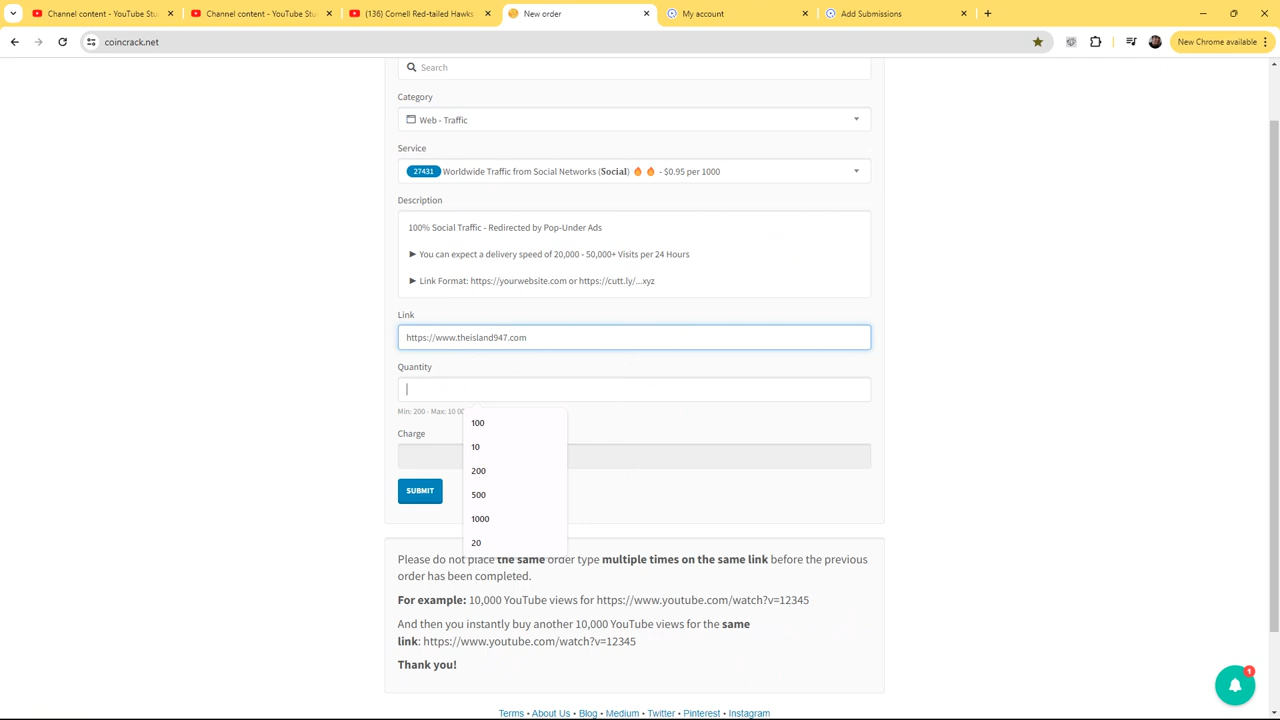 Channel content - YouTube Stu
Channel content - YouTube Stu
(136) Cornell Red-tailed Hawks
New order
My account
Add Submissions
coincrack.net
New Chrome available
Search
Category
Web - Traffic
Service
27431 Worldwide Traffic from Social Networks (Social) 🔥 🔥 - $0.95 per 1000
Description
100% Social Traffic - Redirected by Pop-Under Ads
► You can expect a delivery speed of 20,000 - 50,000+ Visits per 24 Hours
► Link Format: https://yourwebsite.com or https://cutt.ly/...xyz
Link
https://www.theisland947.com
Quantity
Min: 200 - Max: 10 00
100
Charge
10
200
SUBMIT
500
1000
20
Please do not place the same order type multiple times on the same link before the previous
order has been completed.
For example: 10,000 YouTube views for https://www.youtube.com/watch?v=12345
And then you instantly buy another 10,000 YouTube views for the same
link: https://www.youtube.com/watch?v=12345
Thank you!
1
Terms • About Us • Blog • Medium • Twitter • Pinterest • Instagram